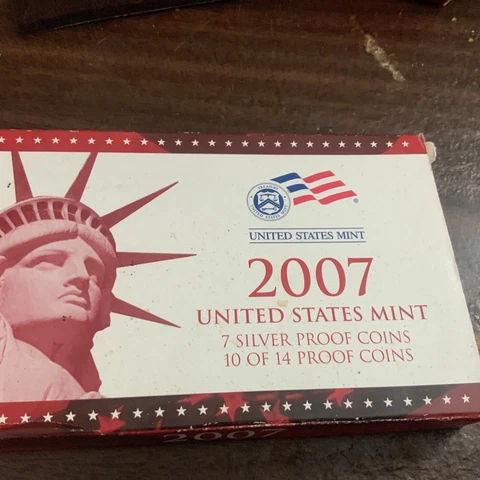 UNITED STATES MINT
2007
UNITED STATES MINT
7 SILVER PROOF COINS
10 OF 14 PROOF COINS
2007